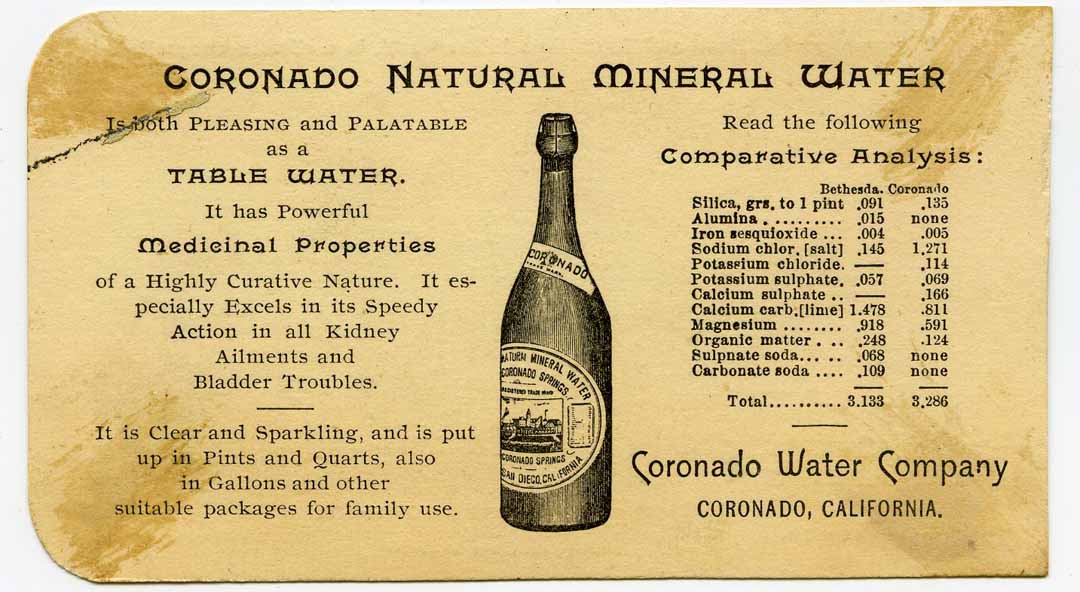 CORONADO NATURAL MINERAL WATER
Is both PLEASING and PALATABLE
as a
TABLE WATER.
It has Powerful
Medicinal Properties
of a Highly Curative Nature. It es-
pecially Excels in its Speedy
Action in all Kidney
Ailments and
Bladder Troubles.
It is Clear and Sparkling, and is put
up in Pints and Quarts, also
in Gallons and other
suitable packages for family use.
CORONADO
TRADE MARK.
NATURAL MINERAL WATER
CORONADO SPRINGS
REGISTERED TRADE MARK
CORONADO SPRINGS
SAN DIEGO, CALIFORNIA
Read the following
Comparative Analysis:
Bethesda. Coronado
Silica, grs. to 1 pint .091 .135
Alumina . ......... .015 none
Iron sesquioxide ... .004 .005
Sodium chlor. [salt] .145 1.271
Potassium chloride. —— .114
Potassium sulphate. .057 .069
Calcium sulphate .. —— .166
Calcium carb.[lime] 1.478 .811
Magnesium ........ .918 .591
Organic matter . .. .248 .124
Sulpnate soda... .. .068 none
Carbonate soda .... .109 none
Total.......... 3.133 3.286
Coronado Water Company
CORONADO, CALIFORNIA.